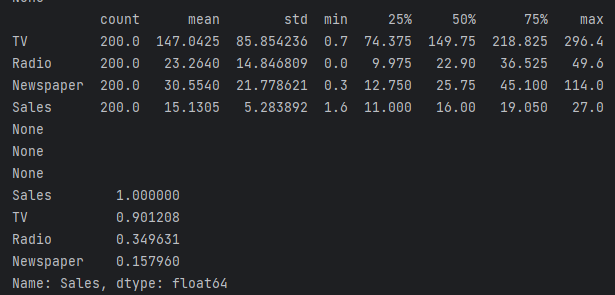 count      mean        std  min     25%     50%      75%    max
TV         200.0  147.0425  85.854236  0.7  74.375  149.75  218.825  296.4
Radio      200.0   23.2640  14.846809  0.0   9.975   22.90   36.525   49.6
Newspaper  200.0   30.5540  21.778621  0.3  12.750   25.75   45.100  114.0
Sales      200.0   15.1305   5.283892  1.6  11.000   16.00   19.050   27.0
None
None
None
Sales        1.000000
TV           0.901208
Radio        0.349631
Newspaper    0.157960
Name: Sales, dtype: float64